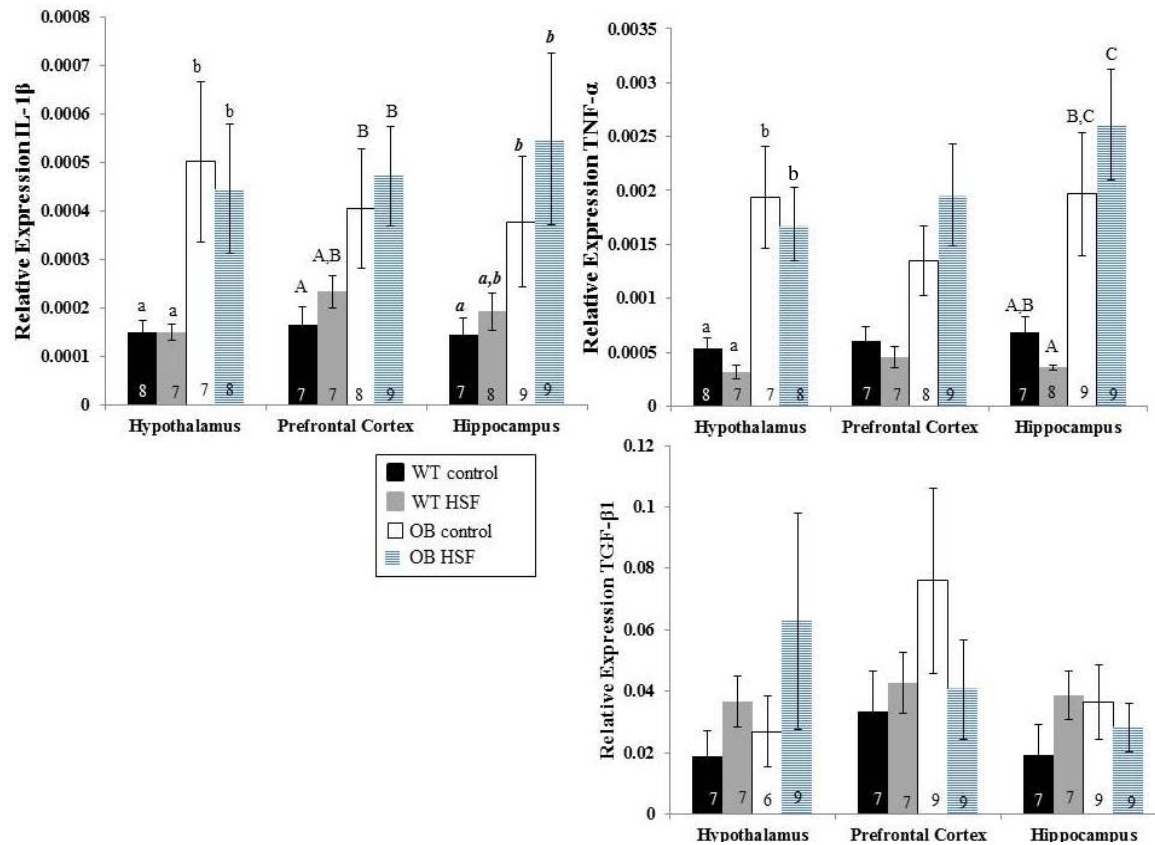 Relative Expression IL-1β
0.0008
0.0007
0.0006
0.0005
0.0004
0.0003
0.0002
0.0001
0
a a b b
A A,B B B
a a,b b b
8 7 7 8
7 7 8 9
7 8 9 9
Hypothalamus Prefrontal Cortex Hippocampus
Relative Expression TNF-α
0.0035
0.003
0.0025
0.002
0.0015
0.001
0.0005
0
a a b b
A,B A B,C C
8 7 7 8
7 7 8 9
7 8 9 9
Hypothalamus Prefrontal Cortex Hippocampus
WT control
WT HSF
OB control
OB HSF
Relative Expression TGF-β1
0.12
0.1
0.08
0.06
0.04
0.02
0
7 7 6 9
7 7 9 9
7 7 9 9
Hypothalamus Prefrontal Cortex Hippocampus